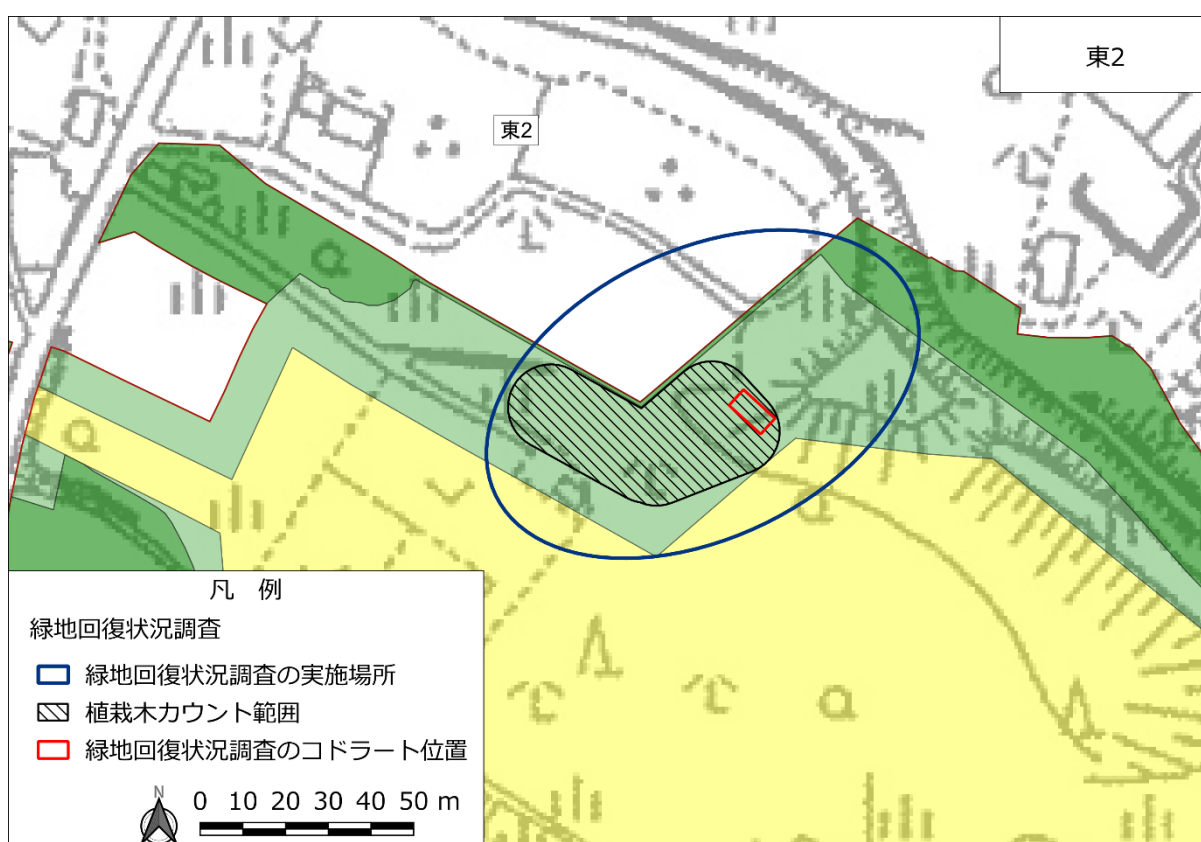 東2
東2
凡 例
緑地回復状況調査
緑地回復状況調査の実施場所
植栽木カウント範囲
緑地回復状況調査のコドラート位置
N
0 10 20 30 40 50 m